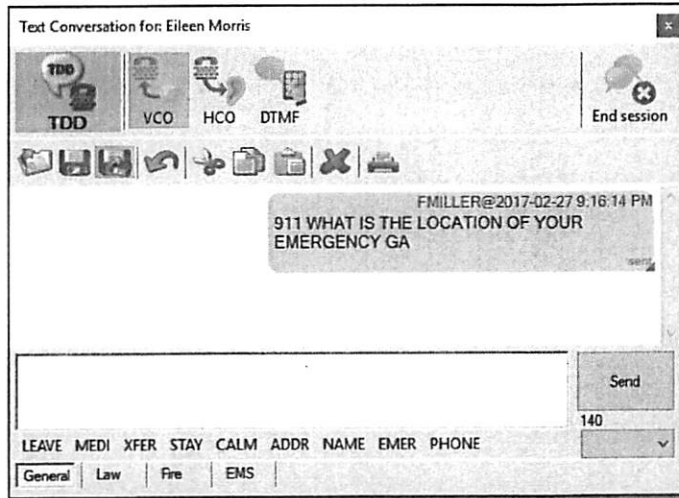 Text Conversation for: Eileen Morris
TDD
TDD VCO HCO DTMF End session
FMILLER@2017-02-27 9:16:14 PM
911 WHAT IS THE LOCATION OF YOUR
EMERGENCY GA
sent
Send
140
LEAVE MEDI XFER STAY CALM ADDR NAME EMER PHONE
General Law Fire EMS